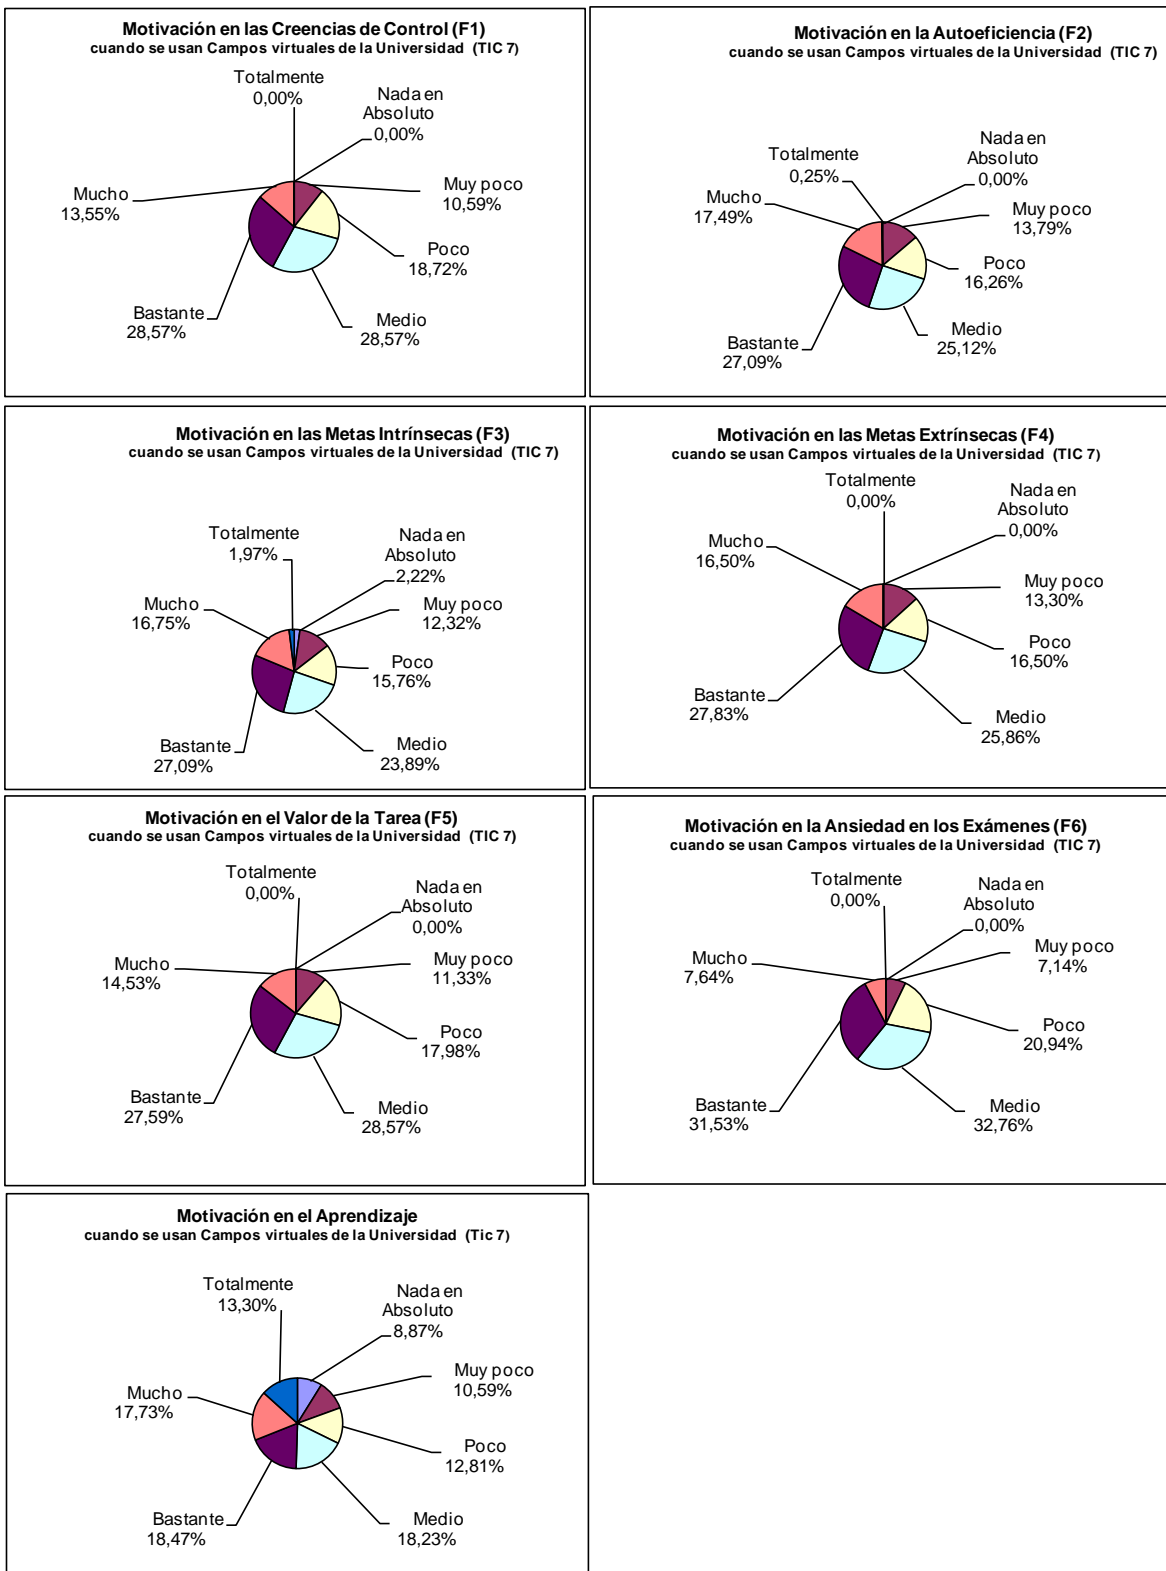 Motivación en las Creencias de Control (F1)
cuando se usan Campos virtuales de la Universidad (TIC 7)
Totalmente
0,00%
Nada en
Absoluto
0,00%
Muy poco
10,59%
Poco
18,72%
Medio
28,57%
Bastante
28,57%
Mucho
13,55%
Motivación en la Autoeficiencia (F2)
cuando se usan Campos virtuales de la Universidad (TIC 7)
Totalmente
0,25%
Nada en
Absoluto
0,00%
Muy poco
13,79%
Poco
16,26%
Medio
25,12%
Bastante
27,09%
Mucho
17,49%
Motivación en las Metas Intrínsecas (F3)
cuando se usan Campos virtuales de la Universidad (TIC 7)
Totalmente
1,97%
Nada en
Absoluto
2,22%
Muy poco
12,32%
Poco
15,76%
Medio
23,89%
Bastante
27,09%
Mucho
16,75%
Motivación en las Metas Extrínsecas (F4)
cuando se usan Campos virtuales de la Universidad (TIC 7)
Totalmente
0,00%
Nada en
Absoluto
0,00%
Muy poco
13,30%
Poco
16,50%
Medio
25,86%
Bastante
27,83%
Mucho
16,50%
Motivación en el Valor de la Tarea (F5)
cuando se usan Campos virtuales de la Universidad (TIC 7)
Totalmente
0,00%
Nada en
Absoluto
0,00%
Muy poco
11,33%
Poco
17,98%
Medio
28,57%
Bastante
27,59%
Mucho
14,53%
Motivación en la Ansiedad en los Exámenes (F6)
cuando se usan Campos virtuales de la Universidad (TIC 7)
Totalmente
0,00%
Nada en
Absoluto
0,00%
Muy poco
7,14%
Poco
20,94%
Medio
32,76%
Bastante
31,53%
Mucho
7,64%
Motivación en el Aprendizaje
cuando se usan Campos virtuales de la Universidad (Tic 7)
Totalmente
13,30%
Nada en
Absoluto
8,87%
Muy poco
10,59%
Poco
12,81%
Medio
18,23%
Bastante
18,47%
Mucho
17,73%